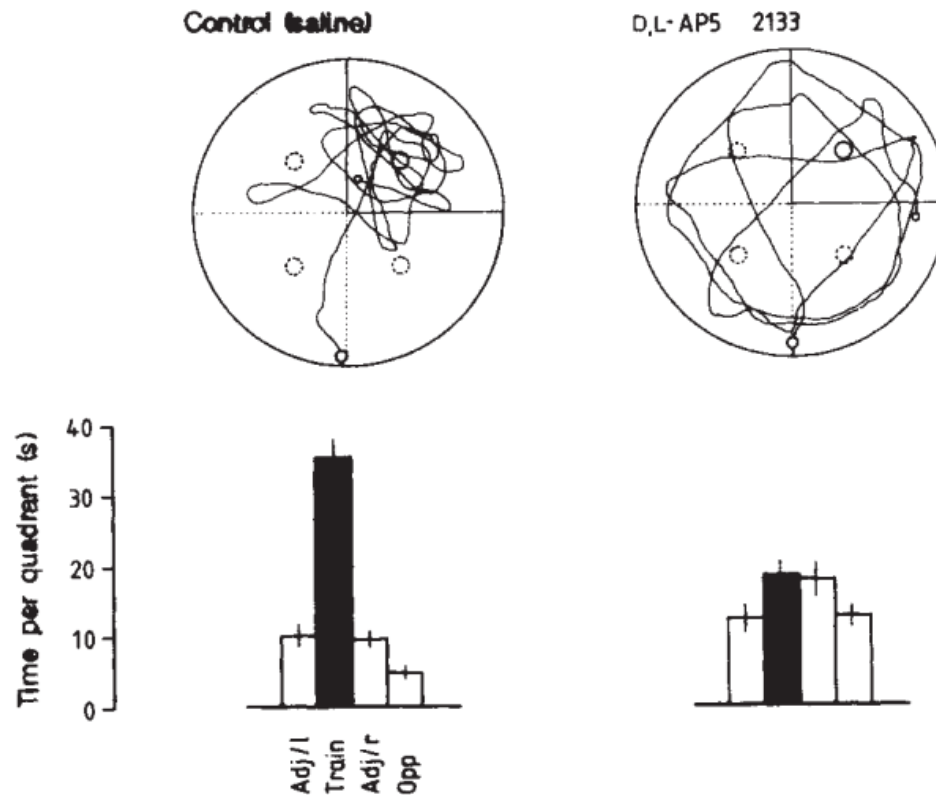 Control (saline)
D,L-AP5 2133
Time per quadrant (s)
40
30
20
10
0
Adj/l
Train
Adj/r
Opp